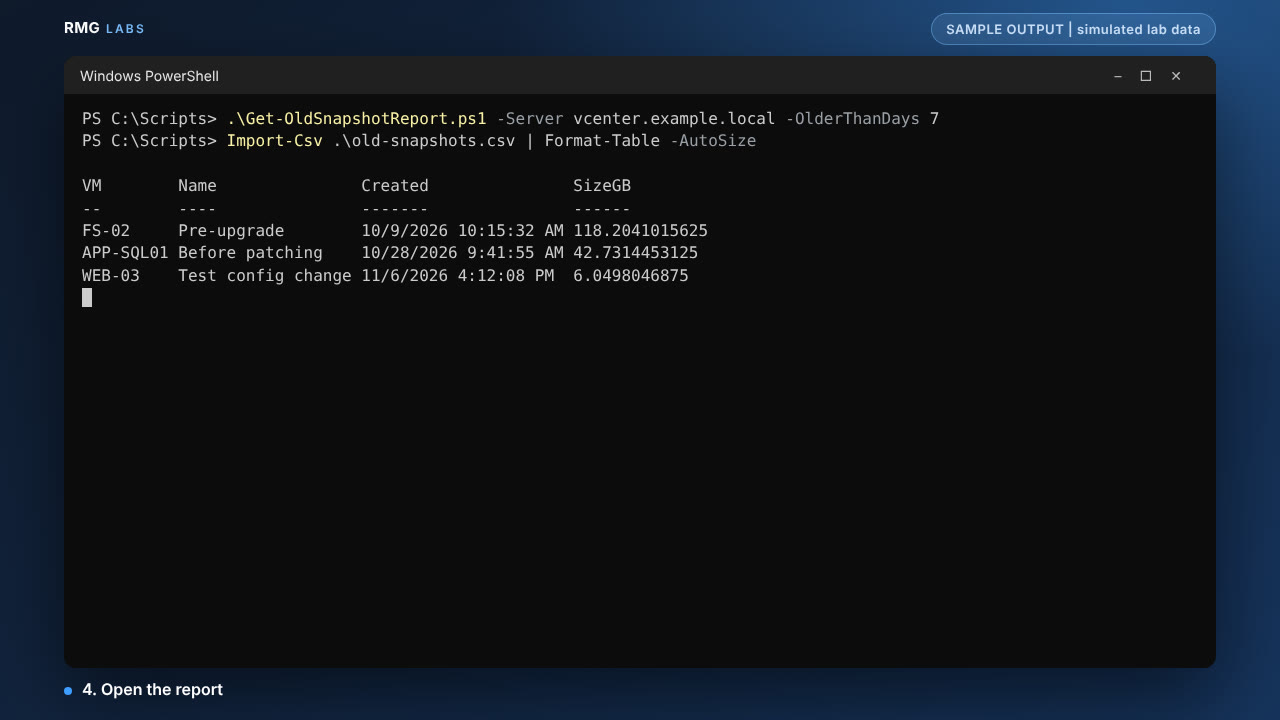 RMG LABS
SAMPLE OUTPUT | simulated lab data
Windows PowerShell
PS C:\Scripts> .\Get-OldSnapshotReport.ps1 -Server vcenter.example.local -OlderThanDays 7
PS C:\Scripts> Import-Csv .\old-snapshots.csv | Format-Table -AutoSize
VM        Name               Created               SizeGB
--        ----               -------               ------
FS-02     Pre-upgrade        10/9/2026 10:15:32 AM 118.2041015625
APP-SQL01 Before patching    10/28/2026 9:41:55 AM 42.7314453125
WEB-03    Test config change 11/6/2026 4:12:08 PM  6.0498046875
4. Open the report